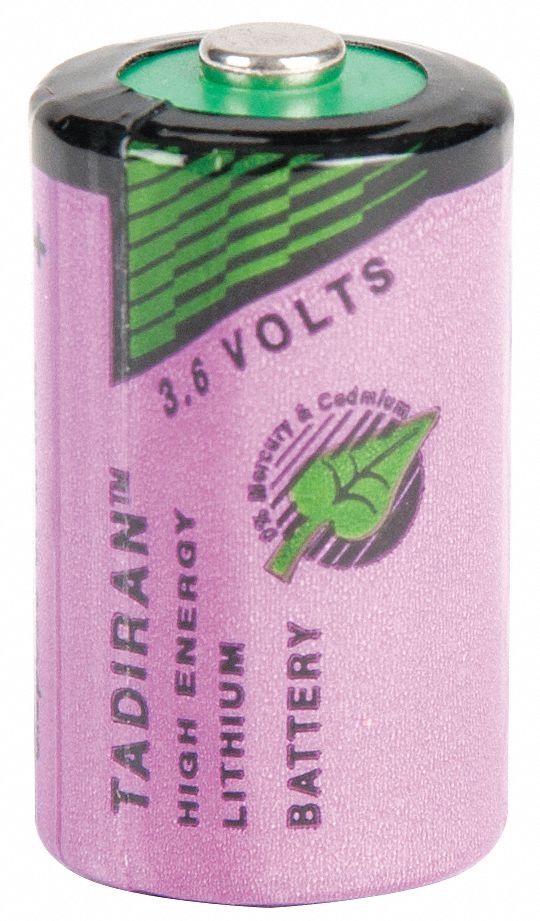 +
3.6 VOLTS
0% Mercury & Cadmium
TADIRAN™
HIGH ENERGY
LITHIUM
BATTERY